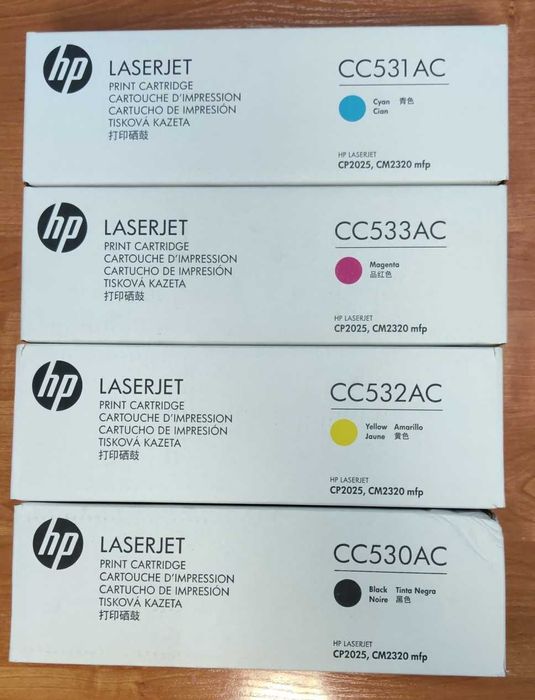 hp
LASERJET
PRINT CARTRIDGE
CARTOUCHE D'IMPRESSION
CARTUCHO DE IMPRESIÓN
TISKOVÁ KAZETA
打印硒鼓
CC531AC
Cyan 青色
Cian
HP LASERJET
CP2025, CM2320 mfp
hp
LASERJET
PRINT CARTRIDGE
CARTOUCHE D'IMPRESSION
CARTUCHO DE IMPRESIÓN
TISKOVÁ KAZETA
打印硒鼓
CC533AC
Magenta
品红色
HP LASERJET
CP2025, CM2320 mfp
hp
LASERJET
PRINT CARTRIDGE
CARTOUCHE D'IMPRESSION
CARTUCHO DE IMPRESIÓN
TISKOVÁ KAZETA
打印硒鼓
CC532AC
Yellow Amarillo
Jaune 黄色
HP LASERJET
CP2025, CM2320 mfp
hp
LASERJET
PRINT CARTRIDGE
CARTOUCHE D'IMPRESSION
CARTUCHO DE IMPRESIÓN
TISKOVÁ KAZETA
打印硒鼓
CC530AC
Black Tinta Negra
Noire 黑色
HP LASERJET
CP2025, CM2320 mfp